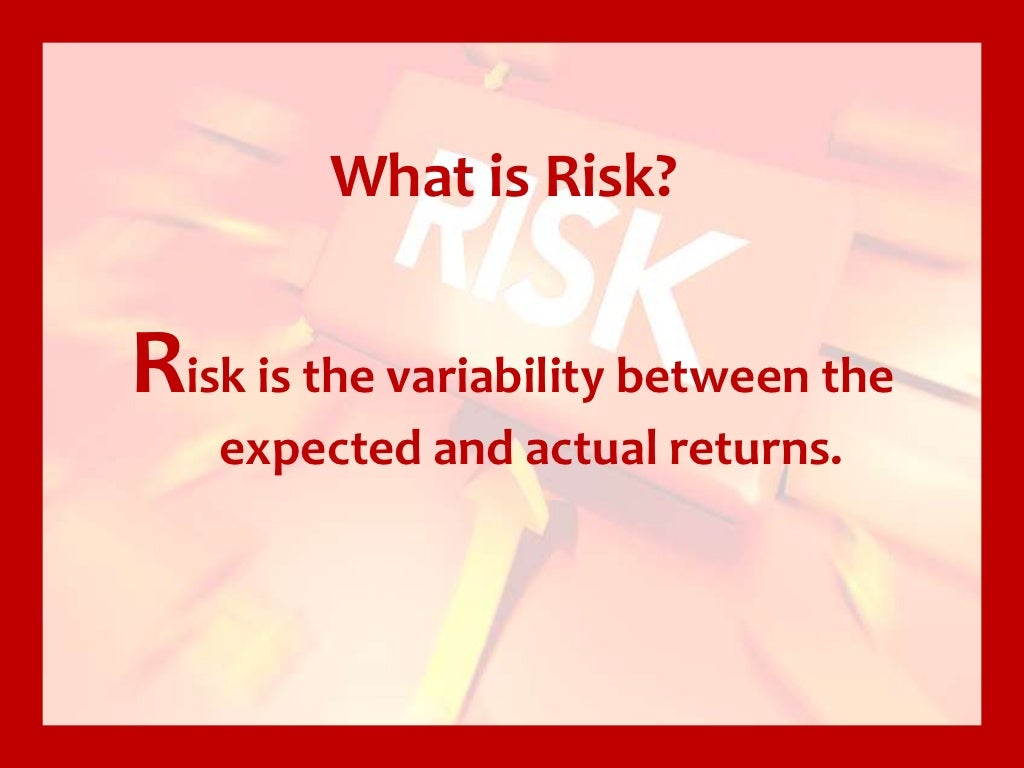 What is Risk?
RISK
Risk is the variability between the
expected and actual returns.